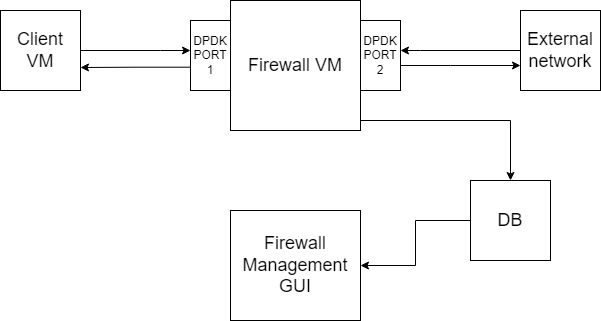 Client
VM
DPDK
PORT
1
Firewall VM
DPDK
PORT
2
External
network
DB
Firewall
Management
GUI